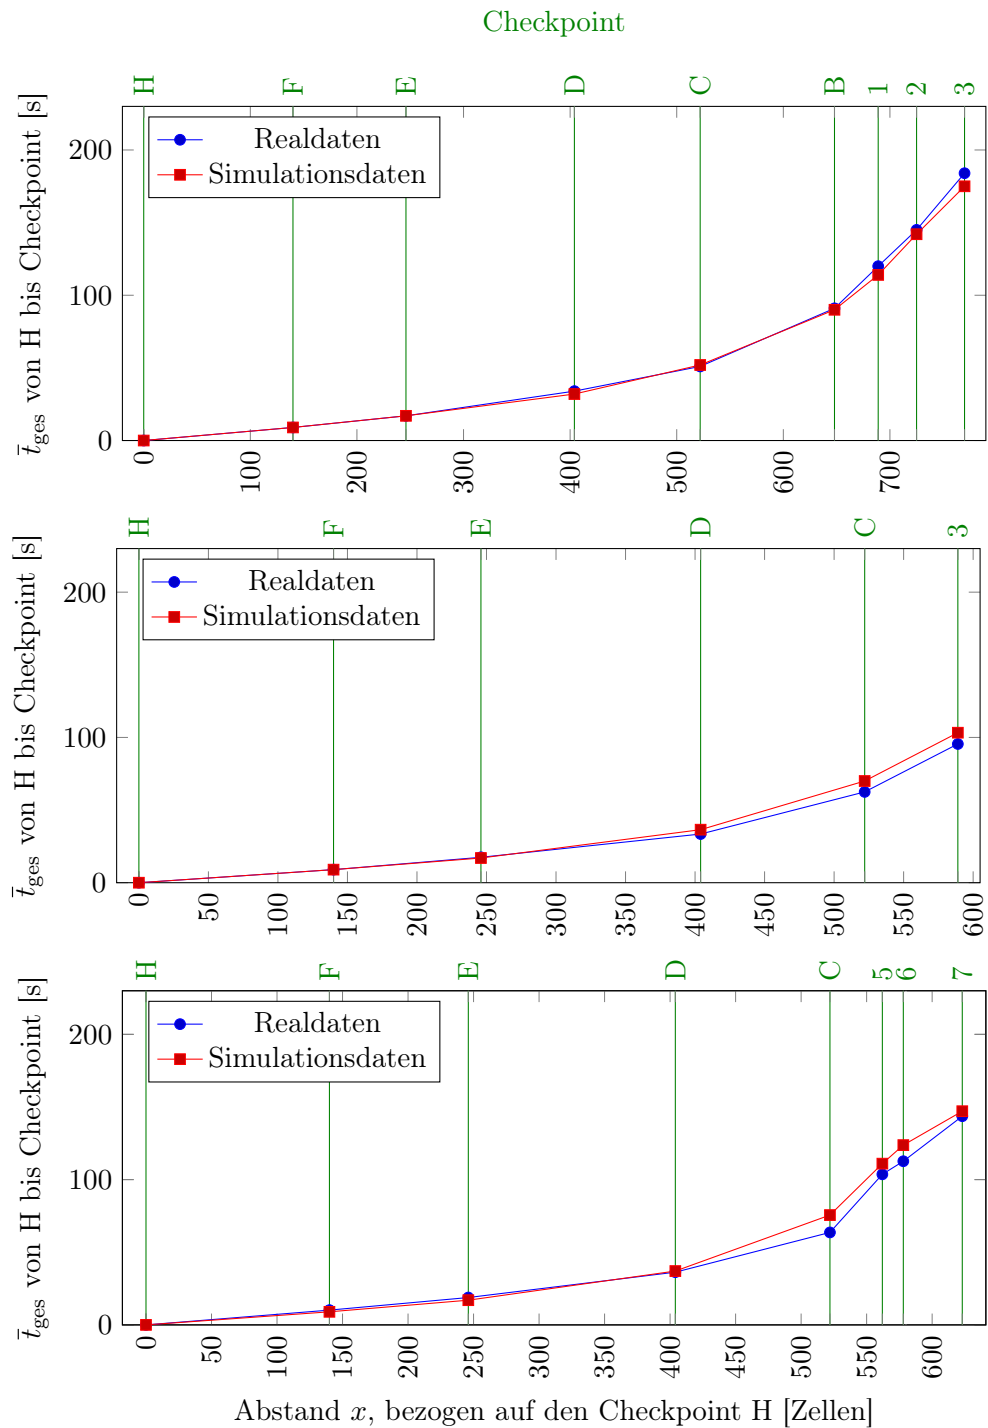 Checkpoint
H F E D C B 1 2 3
t̄ges von H bis Checkpoint [s]
200
100
0
Realdaten
Simulationsdaten
0 100 200 300 400 500 600 700
H F E D C 3
t̄ges von H bis Checkpoint [s]
200
100
0
Realdaten
Simulationsdaten
0 50 100 150 200 250 300 350 400 450 500 550 600
H F E D C 5 6 7
t̄ges von H bis Checkpoint [s]
200
100
0
Realdaten
Simulationsdaten
0 50 100 150 200 250 300 350 400 450 500 550 600
Abstand x, bezogen auf den Checkpoint H [Zellen]